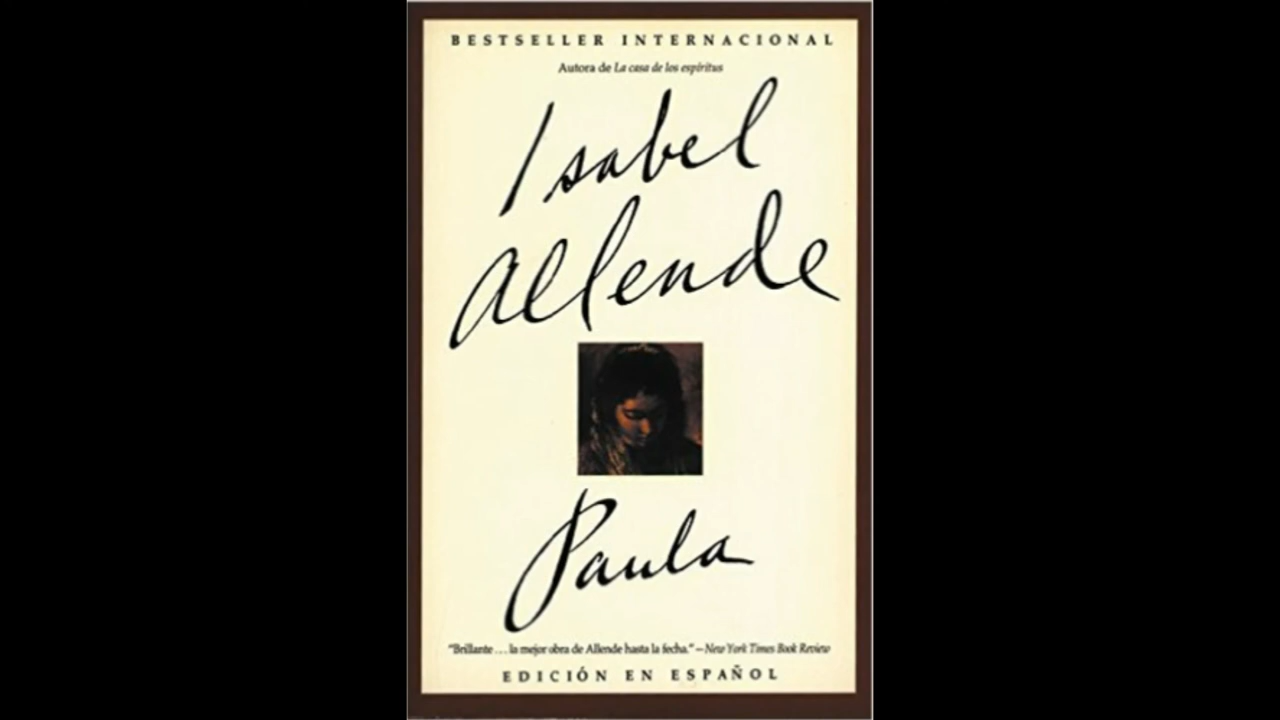 BESTSELLER INTERNACIONAL
Autora de La casa de los espíritus
Isabel
Allende
Paula
"Brillante...la mejor obra de Allende hasta la fecha." –New York Times Book Review
EDICIÓN EN ESPAÑOL